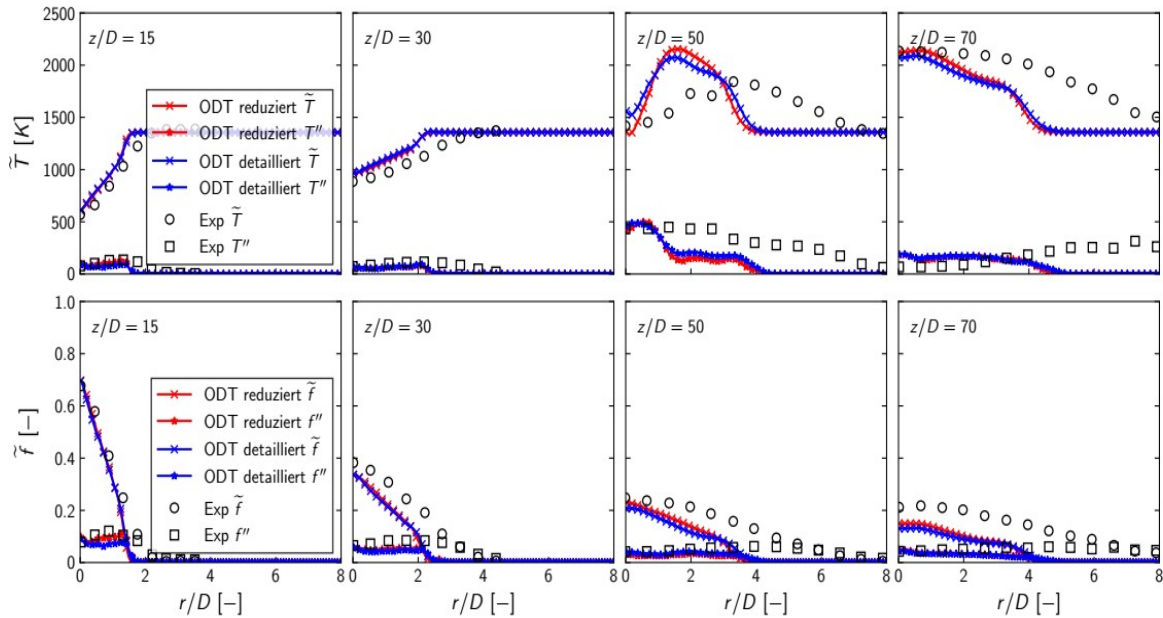 2500
2000
1500
1000
500
0
T̃ [K]
z/D = 15
ODT reduziert T̃
ODT reduziert T″
ODT detailliert T̃
ODT detailliert T″
Exp T̃
Exp T″
z/D = 30
z/D = 50
z/D = 70
1.0
0.8
0.6
0.4
0.2
0
f̃ [−]
z/D = 15
ODT reduziert f̃
ODT reduziert f″
ODT detailliert f̃
ODT detailliert f″
Exp f̃
Exp f″
z/D = 30
z/D = 50
z/D = 70
0 2 4 6 8
0 2 4 6 8
0 2 4 6 8
0 2 4 6 8
r/D [−]
r/D [−]
r/D [−]
r/D [−]